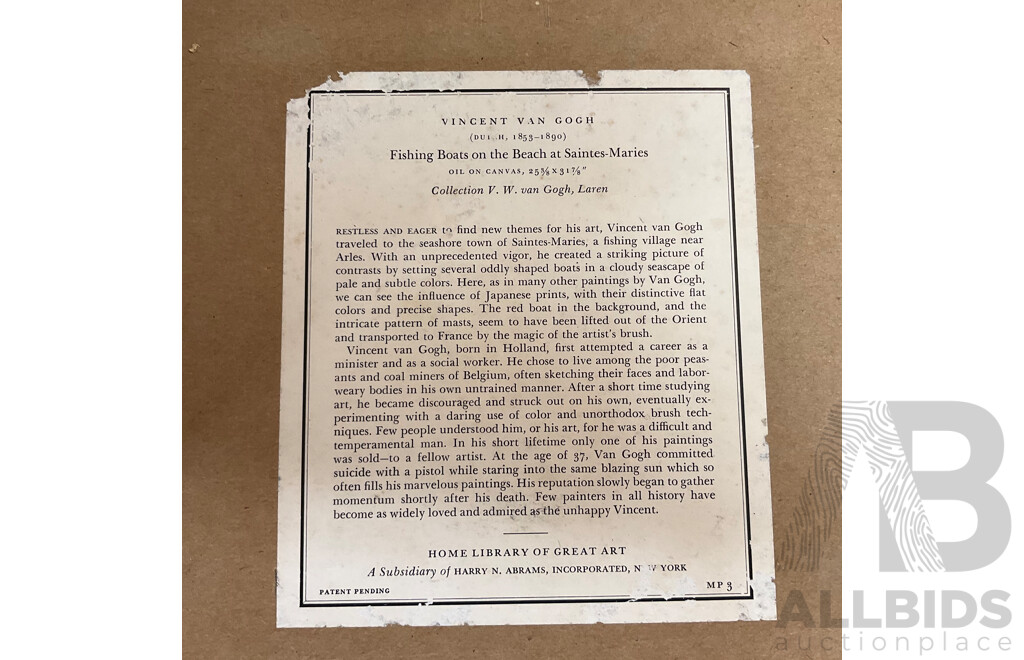 VINCENT VAN GOGH
(DUTCH, 1853–1890)
Fishing Boats on the Beach at Saintes-Maries
OIL ON CANVAS, 25⅜ X 31⅞"
Collection V. W. van Gogh, Laren
RESTLESS AND EAGER to find new themes for his art, Vincent van Gogh
traveled to the seashore town of Saintes-Maries, a fishing village near
Arles. With an unprecedented vigor, he created a striking picture of
contrasts by setting several oddly shaped boats in a cloudy seascape of
pale and subtle colors. Here, as in many other paintings by Van Gogh,
we can see the influence of Japanese prints, with their distinctive flat
colors and precise shapes. The red boat in the background, and the
intricate pattern of masts, seem to have been lifted out of the Orient
and transported to France by the magic of the artist's brush.
Vincent van Gogh, born in Holland, first attempted a career as a
minister and as a social worker. He chose to live among the poor peas-
ants and coal miners of Belgium, often sketching their faces and labor-
weary bodies in his own untrained manner. After a short time studying
art, he became discouraged and struck out on his own, eventually ex-
perimenting with a daring use of color and unorthodox brush tech-
niques. Few people understood him, or his art, for he was a difficult and
temperamental man. In his short lifetime only one of his paintings
was sold—to a fellow artist. At the age of 37, Van Gogh committed
suicide with a pistol while staring into the same blazing sun which so
often fills his marvelous paintings. His reputation slowly began to gather
momentum shortly after his death. Few painters in all history have
become as widely loved and admired as the unhappy Vincent.
HOME LIBRARY OF GREAT ART
A Subsidiary of HARRY N. ABRAMS, INCORPORATED, NEW YORK
PATENT PENDING
MP 3
AB
ALLBIDS
auctionplace